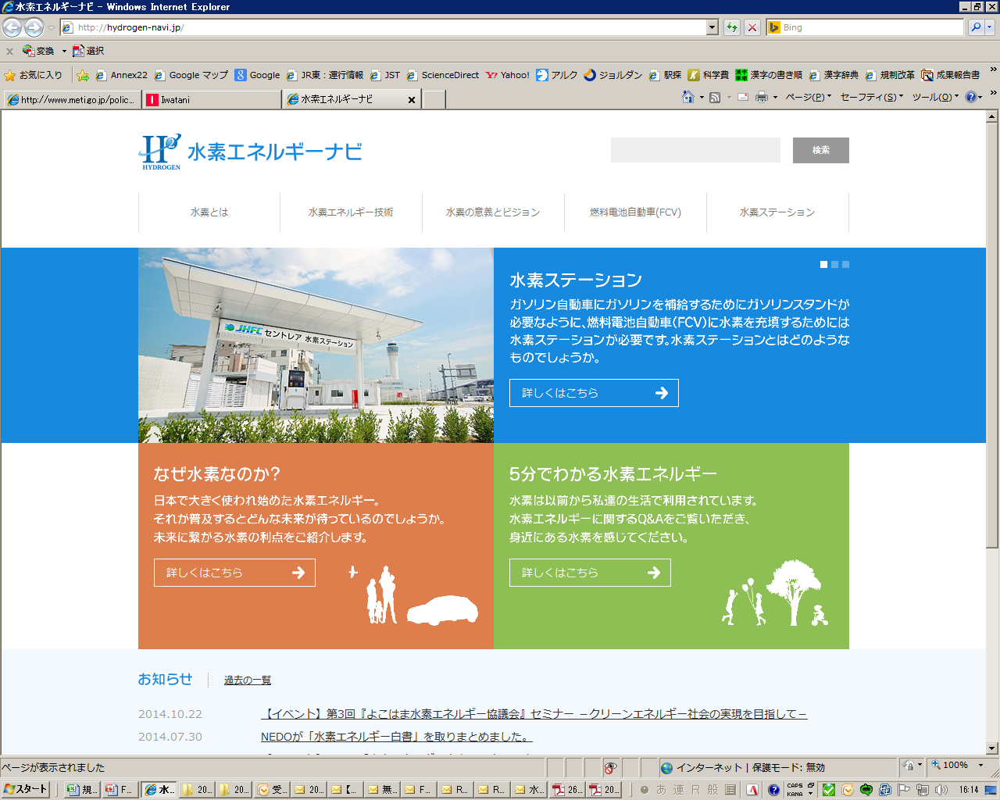 水素エネルギーナビ - Windows Internet Explorer
http://hydrogen-navi.jp/
Bing
変換 選択
お気に入り Annex22 Google マップ Google JR東：運行情報 JST ScienceDirect Yahoo! アルク ジョルダン 駅探 科学費 漢字の書き順 漢字辞典 規制改革 成果報告書
http://www.meti.go.jp/polic... Iwatani 水素エネルギーナビ
ページ(P) セーフティ(S) ツール(O)
H2 水素エネルギーナビ
HYDROGEN
検索
水素とは 水素エネルギー技術 水素の意義とビジョン 燃料電池自動車(FCV) 水素ステーション
JHFC セントレア 水素ステーション
水素ステーション
ガソリン自動車にガソリンを補給するためにガソリンスタンドが
必要なように、燃料電池自動車(FCV)に水素を充填するためには
水素ステーションが必要です。水素ステーションとはどのような
ものでしょうか。
詳しくはこちら
なぜ水素なのか?
日本で大きく使われ始めた水素エネルギー。
それが普及するとどんな未来が待っているのでしょうか。
未来に繋がる水素の利点をご紹介します。
詳しくはこちら
5分でわかる水素エネルギー
水素は以前から私達の生活で利用されています。
水素エネルギーに関するQ&Aをご覧いただき、
身近にある水素を感じてください。
詳しくはこちら
お知らせ 過去の一覧
2014.10.22 【イベント】第3回『よこはま水素エネルギー協議会』セミナー －クリーンエネルギー社会の実現を目指して－
2014.07.30 NEDOが「水素エネルギー白書」を取りまとめました。
ページが表示されました インターネット | 保護モード: 無効 100%
スタート 規... F... 水... 20... 20... 受... 20... 【... 無... F... R... R... 水... 26... 20... あ 連 R 般 CAPS KANA 16:14